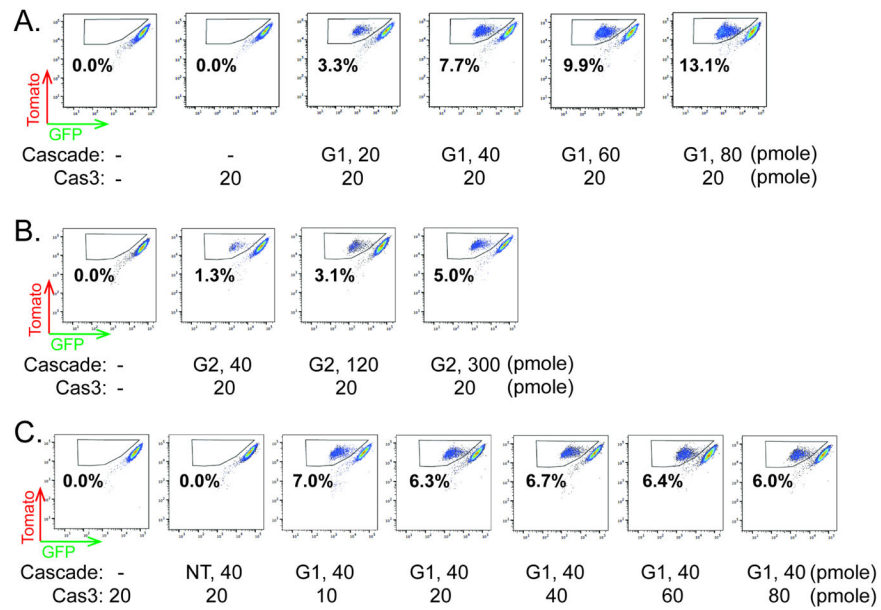 A.
0.0% 0.0% 3.3% 7.7% 9.9% 13.1%
Tomato
GFP
Cascade: - - G1, 20 G1, 40 G1, 60 G1, 80 (pmole)
Cas3: - 20 20 20 20 20 (pmole)
B.
0.0% 1.3% 3.1% 5.0%
Tomato
GFP
Cascade: - G2, 40 G2, 120 G2, 300 (pmole)
Cas3: - 20 20 20 (pmole)
C.
0.0% 0.0% 7.0% 6.3% 6.7% 6.4% 6.0%
Tomato
GFP
Cascade: - NT, 40 G1, 40 G1, 40 G1, 40 G1, 40 G1, 40 (pmole)
Cas3: 20 20 10 20 40 60 80 (pmole)